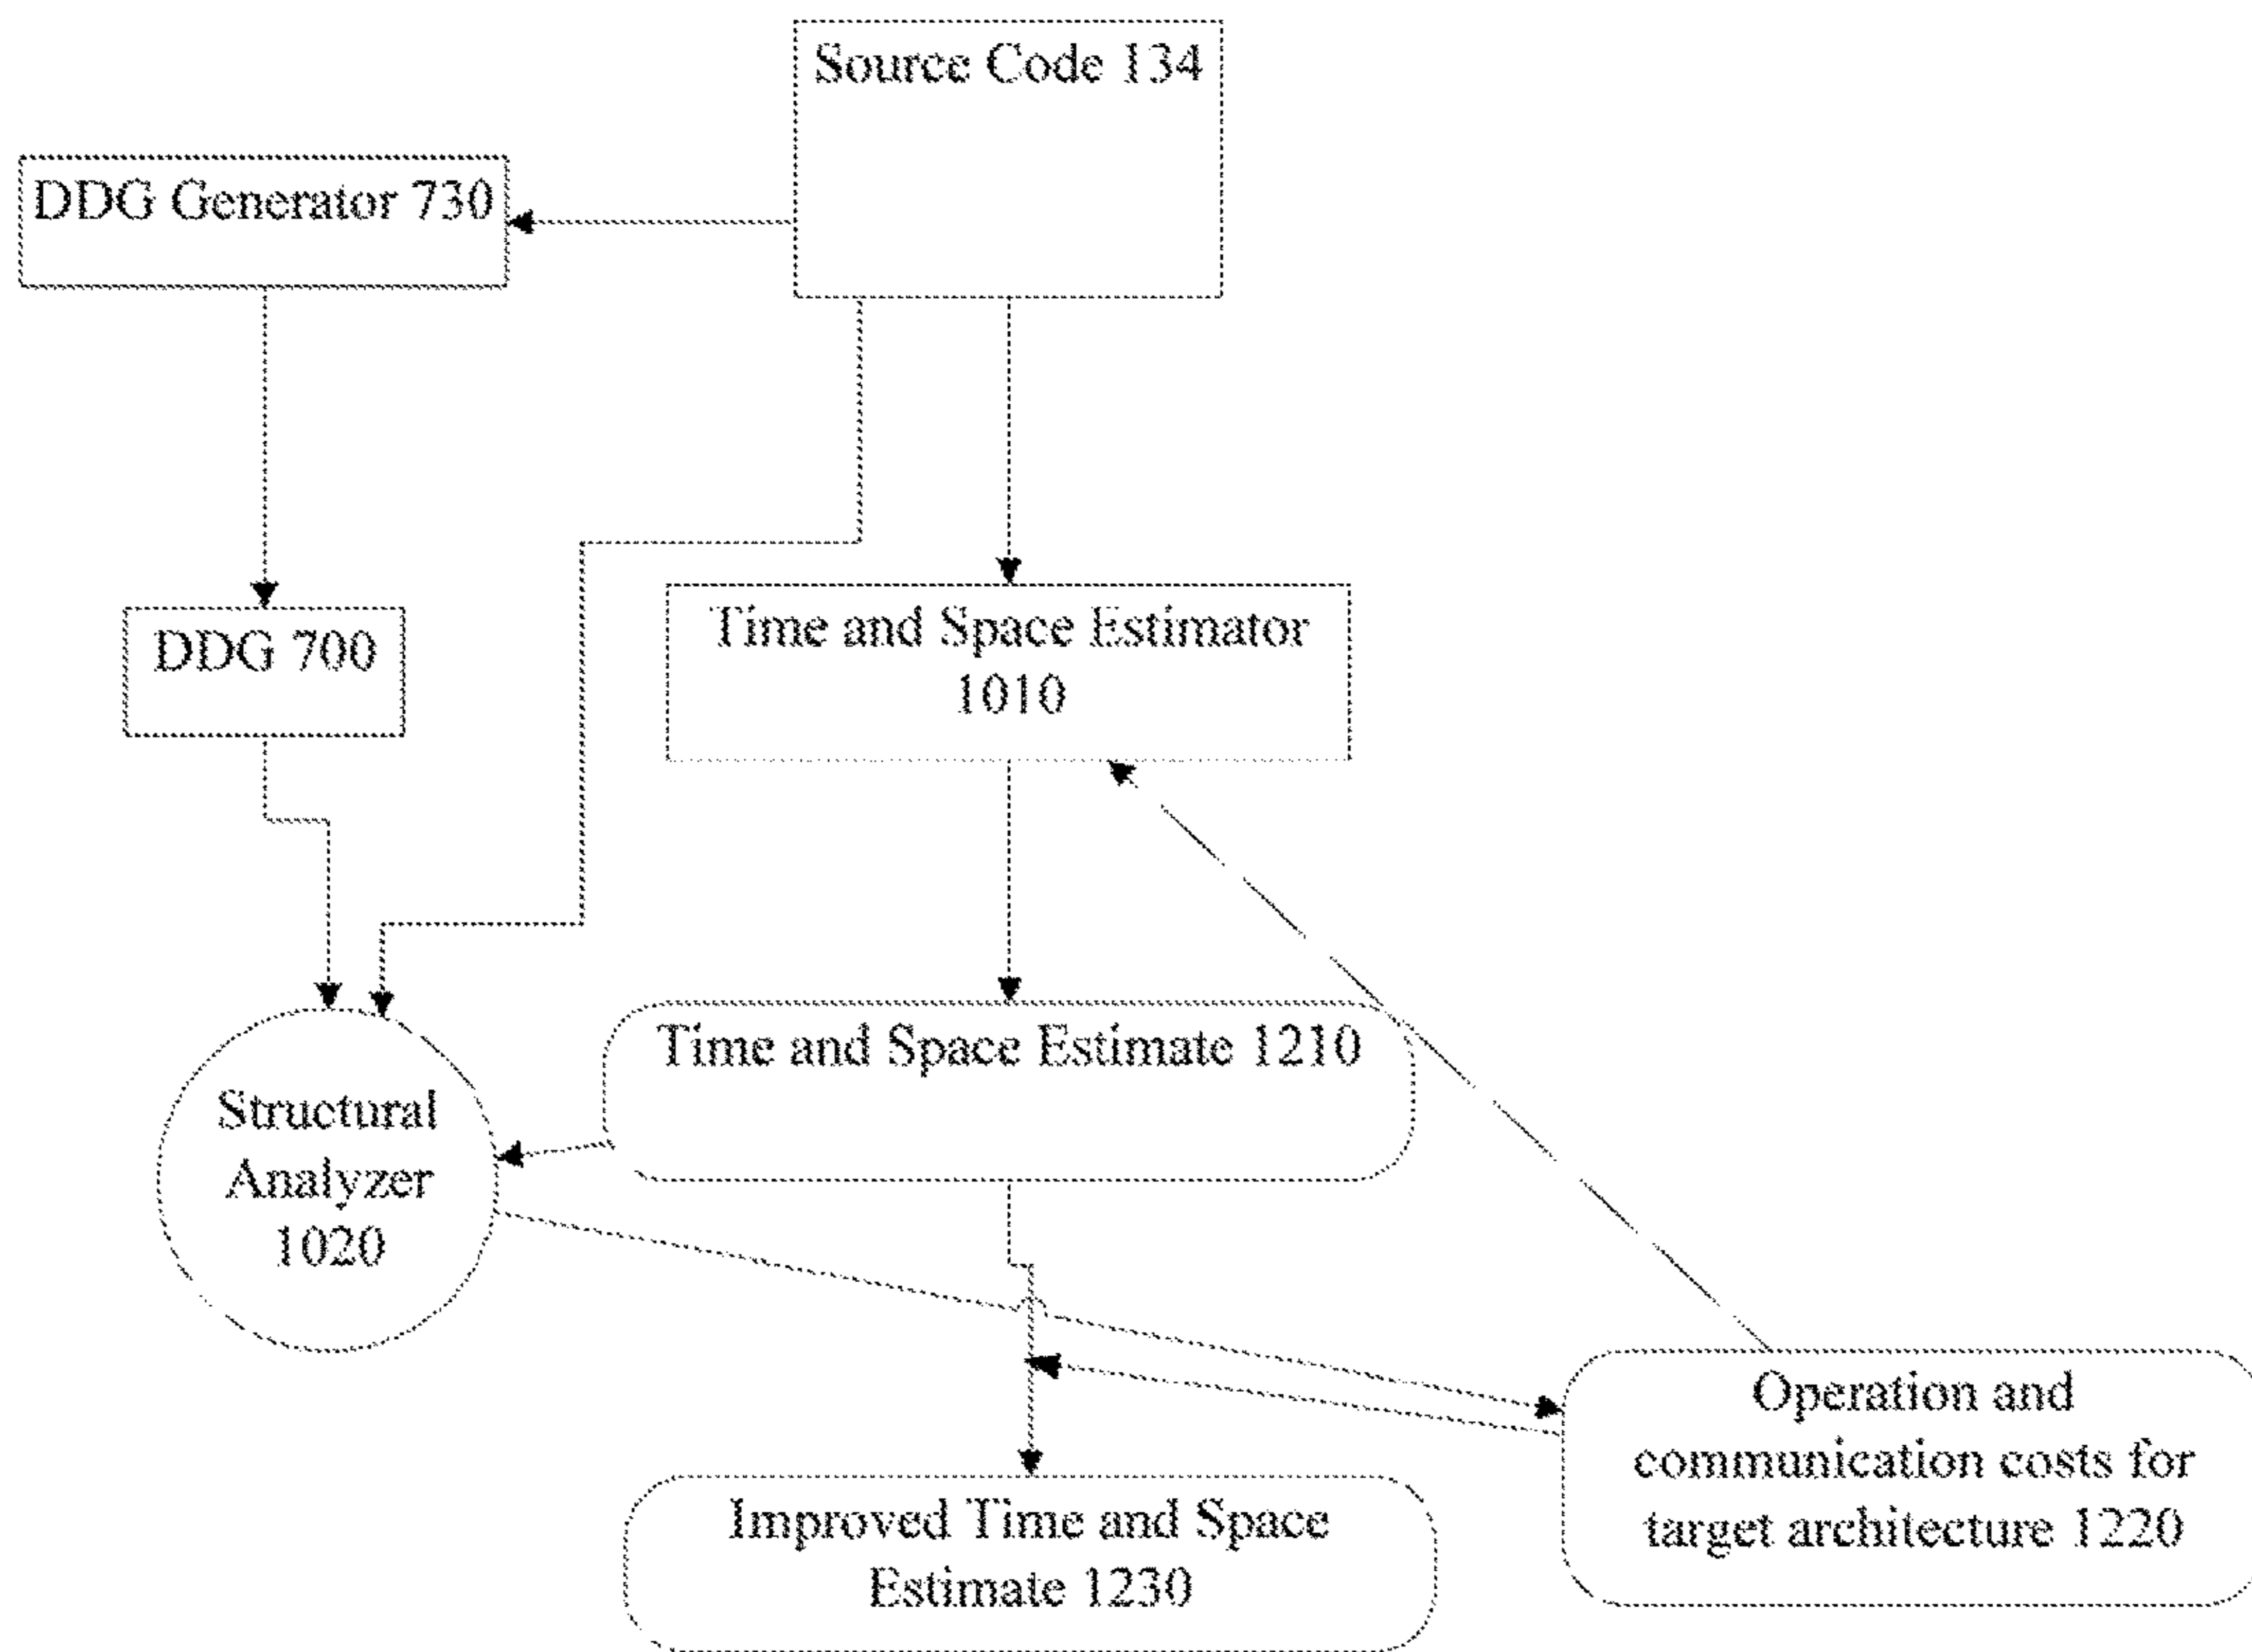 Source Code 134
DDG Generator 730
DDG 700
Time and Space Estimator
1010
Time and Space Estimate 1210
Structural
Analyzer
1020
Operation and
communication costs for
target architecture 1220
Improved Time and Space
Estimate 1230